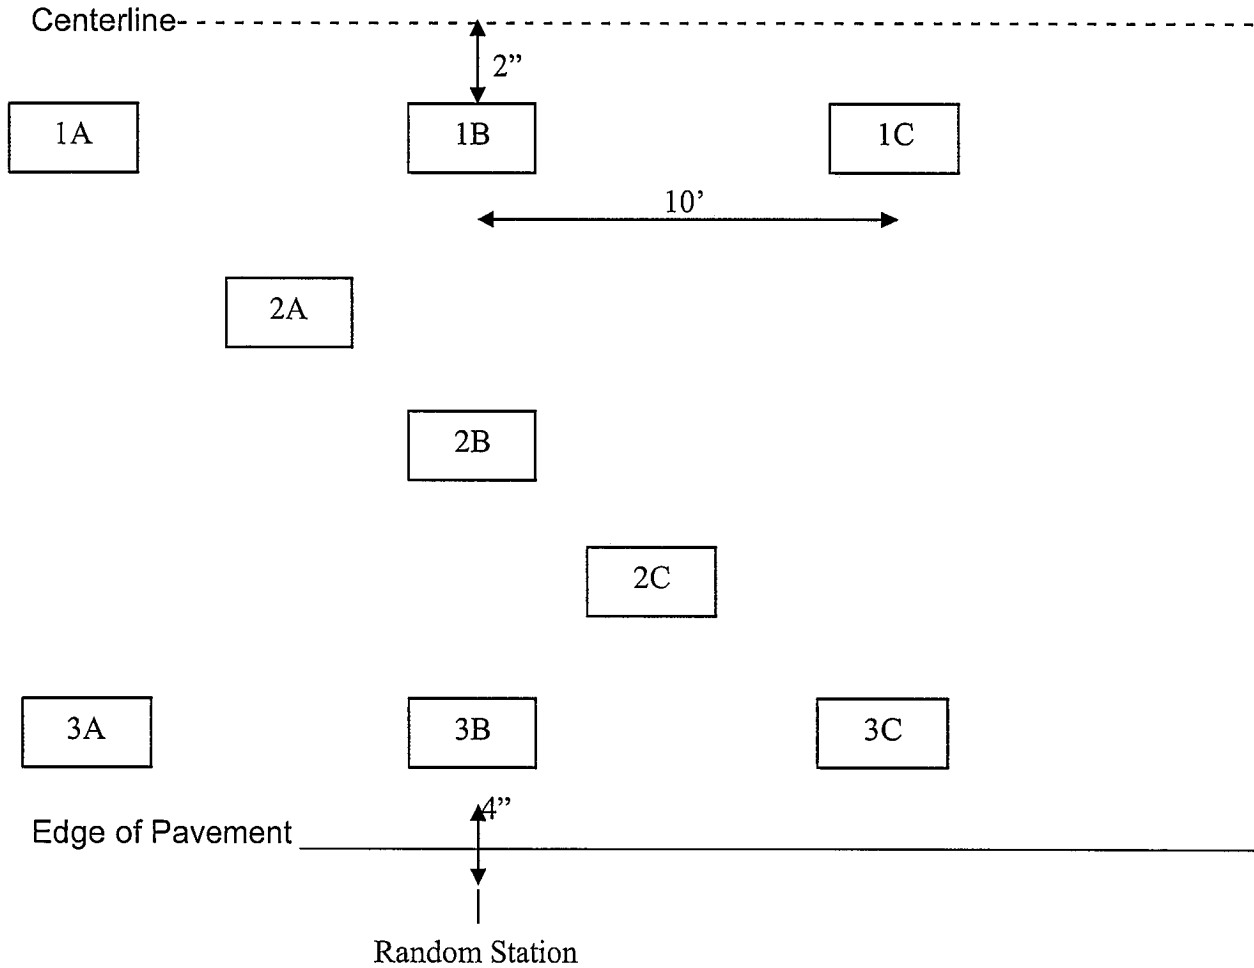 Centerline
2”
1A
1B
1C
10’
2A
2B
2C
3A
3B
3C
4”
Edge of Pavement
Random Station